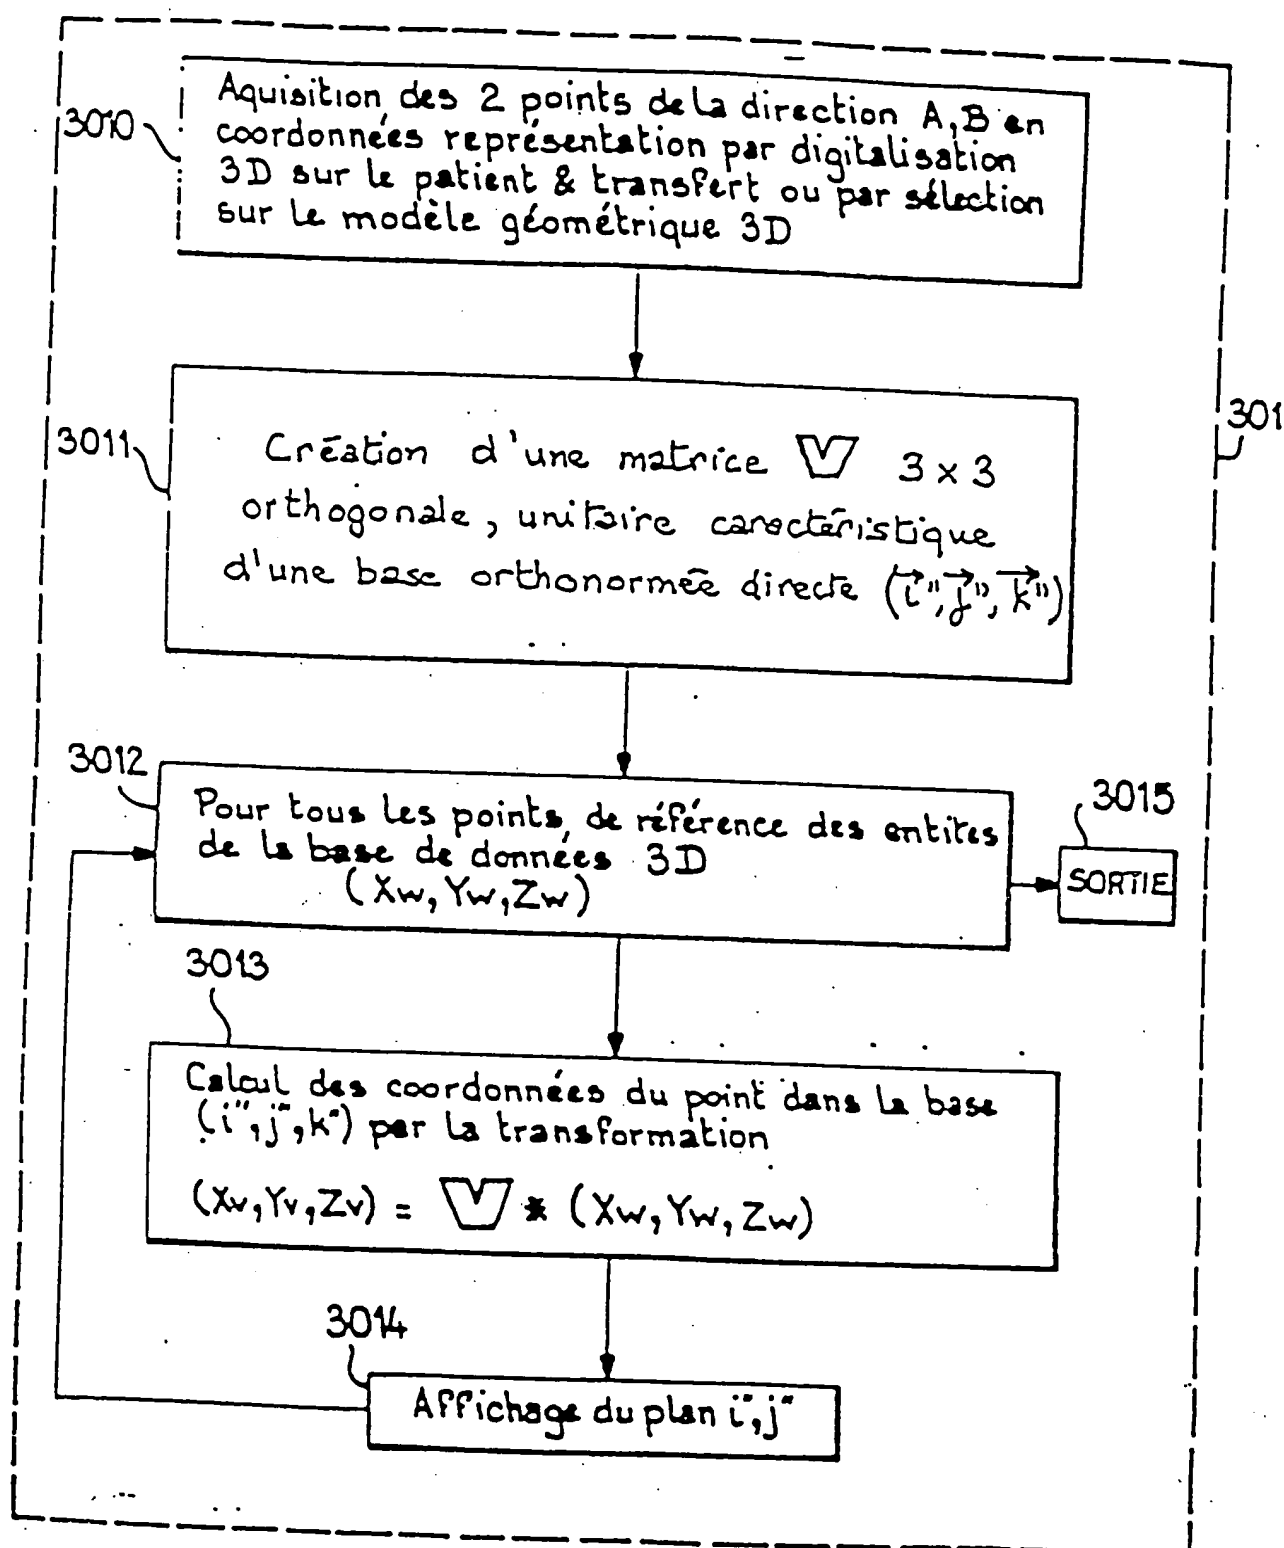 3010
Aquisition des 2 points de la direction A,B en
coordonnées représentation par digitalisation
3D sur le patient & transfert ou par sélection
sur le modèle géométrique 3D
301
3011
Création d'une matrice V 3 x 3
orthogonale, unitaire caractéristique
d'une base orthonormée directe (i", j", k")
3012
Pour tous les points, de référence des entites
de la base de données 3D
(Xw, Yw, Zw)
3015
SORTIE
3013
Calcul des coordonnées du point dans la base
(i", j", k") par la transformation
(Xv, Yv, Zv) = V * (Xw, Yw, Zw)
3014
Affichage du plan i", j"